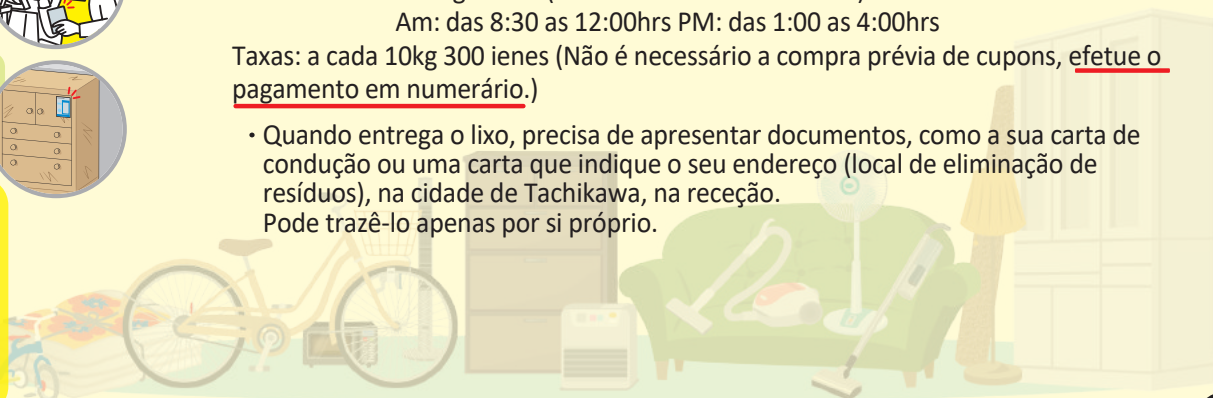 Am: das 8:30 as 12:00hrs PM: das 1:00 as 4:00hrs
Taxas: a cada 10kg 300 ienes (Não é necessário a compra prévia de cupons, efetue o
pagamento em numerário.)
・Quando entrega o lixo, precisa de apresentar documentos, como a sua carta de
condução ou uma carta que indique o seu endereço (local de eliminação de
resíduos), na cidade de Tachikawa, na receção.
Pode trazê-lo apenas por si próprio.